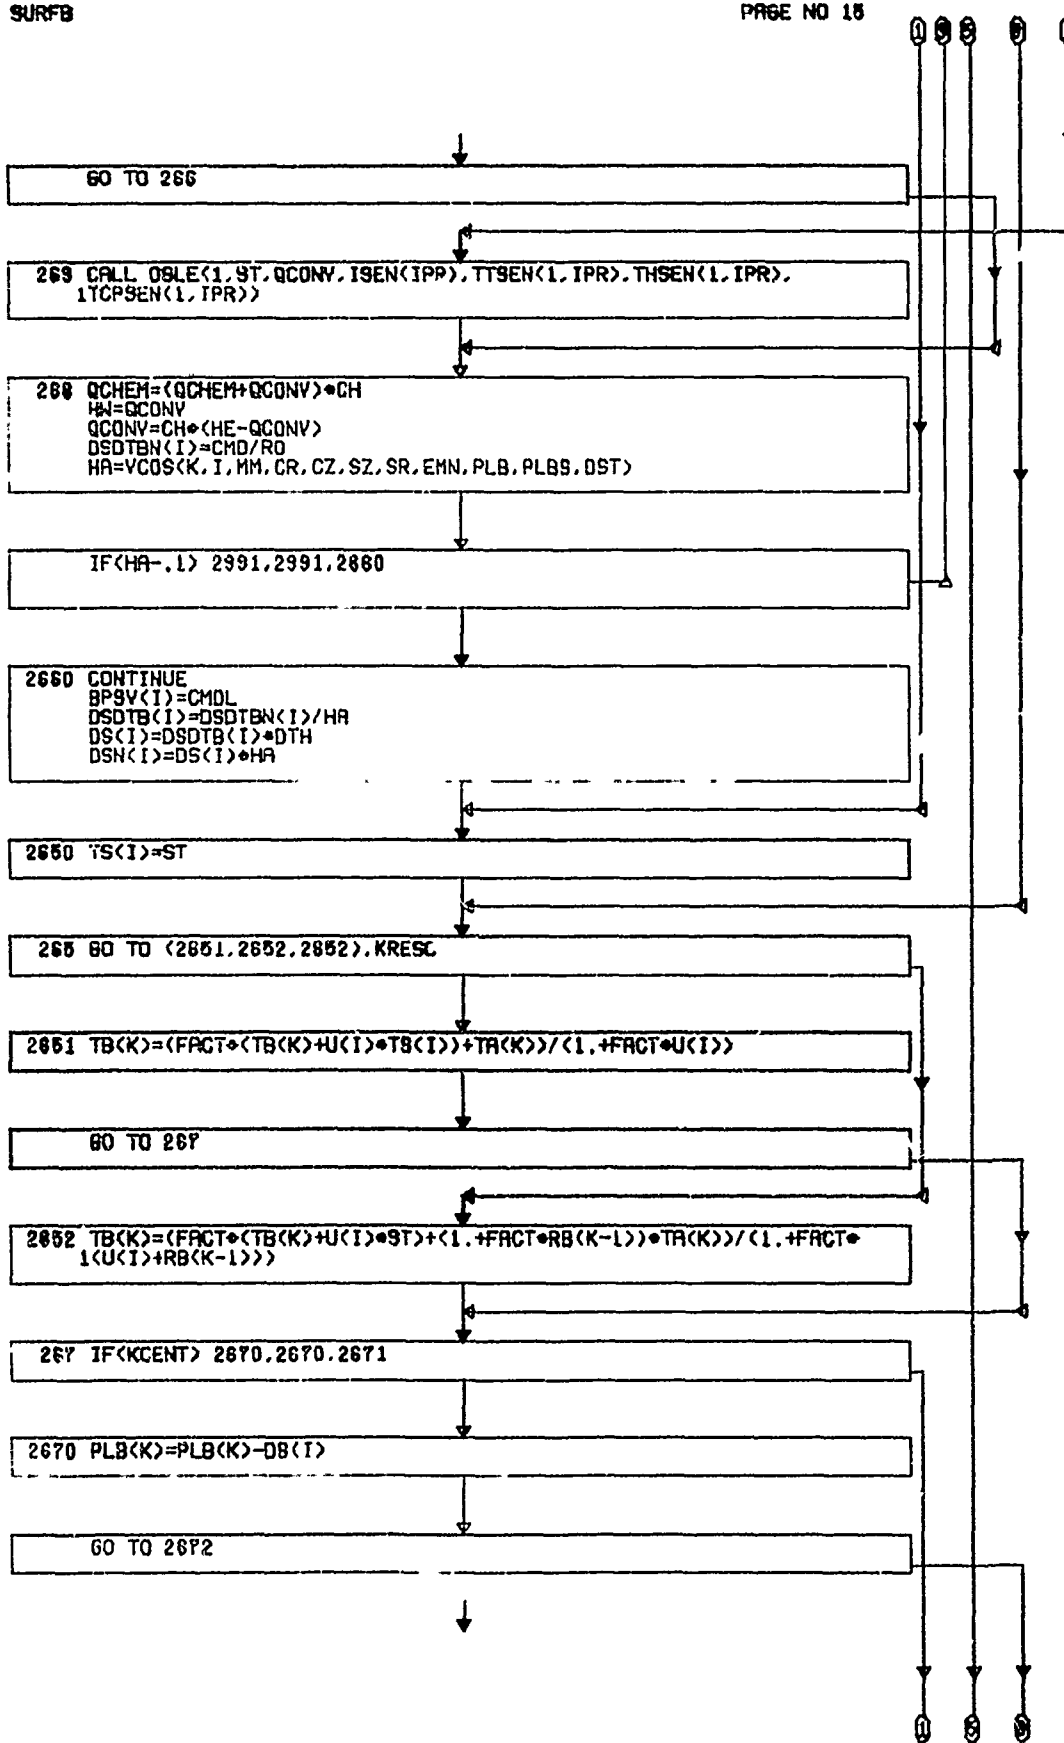 SURFB
PAGE NO 15
GO TO 266
269 CALL OSLE(1,ST,QCONV,ISEN(IPR),TTSEN(1,IPR),THSEN(1,IPR),
1TCPSEN(1,IPR))
266 QCHEM=(QCHEM+QCONV)*CH
HW=QCONV
QCONV=CH*(HE-QCONV)
DSDTBN(I)=CMD/RO
HA=VCOS(K,I,MM,CR,CZ,SZ,SR,EMN,PLB,PLBS,DST)
IF(HA-.1) 2991,2991,2660
2660 CONTINUE
BPSV(I)=CMDL
DSDTB(I)=DSDTBN(I)/HA
DS(I)=DSDTB(I)*DTH
DSN(I)=DS(I)*HA
2650 TS(I)=ST
265 GO TO (2651,2652,2652),KRESC
2651 TB(K)=(FACT*(TB(K)+U(I)*TS(I))+TA(K))/(1.+FACT*U(I))
GO TO 267
2652 TB(K)=(FACT*(TB(K)+U(I)*ST)+(1.+FACT*RB(K-1))*TA(K))/(1.+FACT*
1(U(I)+RB(K-1)))
267 IF(KCENT) 2670,2670,2671
2670 PLB(K)=PLB(K)-DS(I)
GO TO 2672
1
1